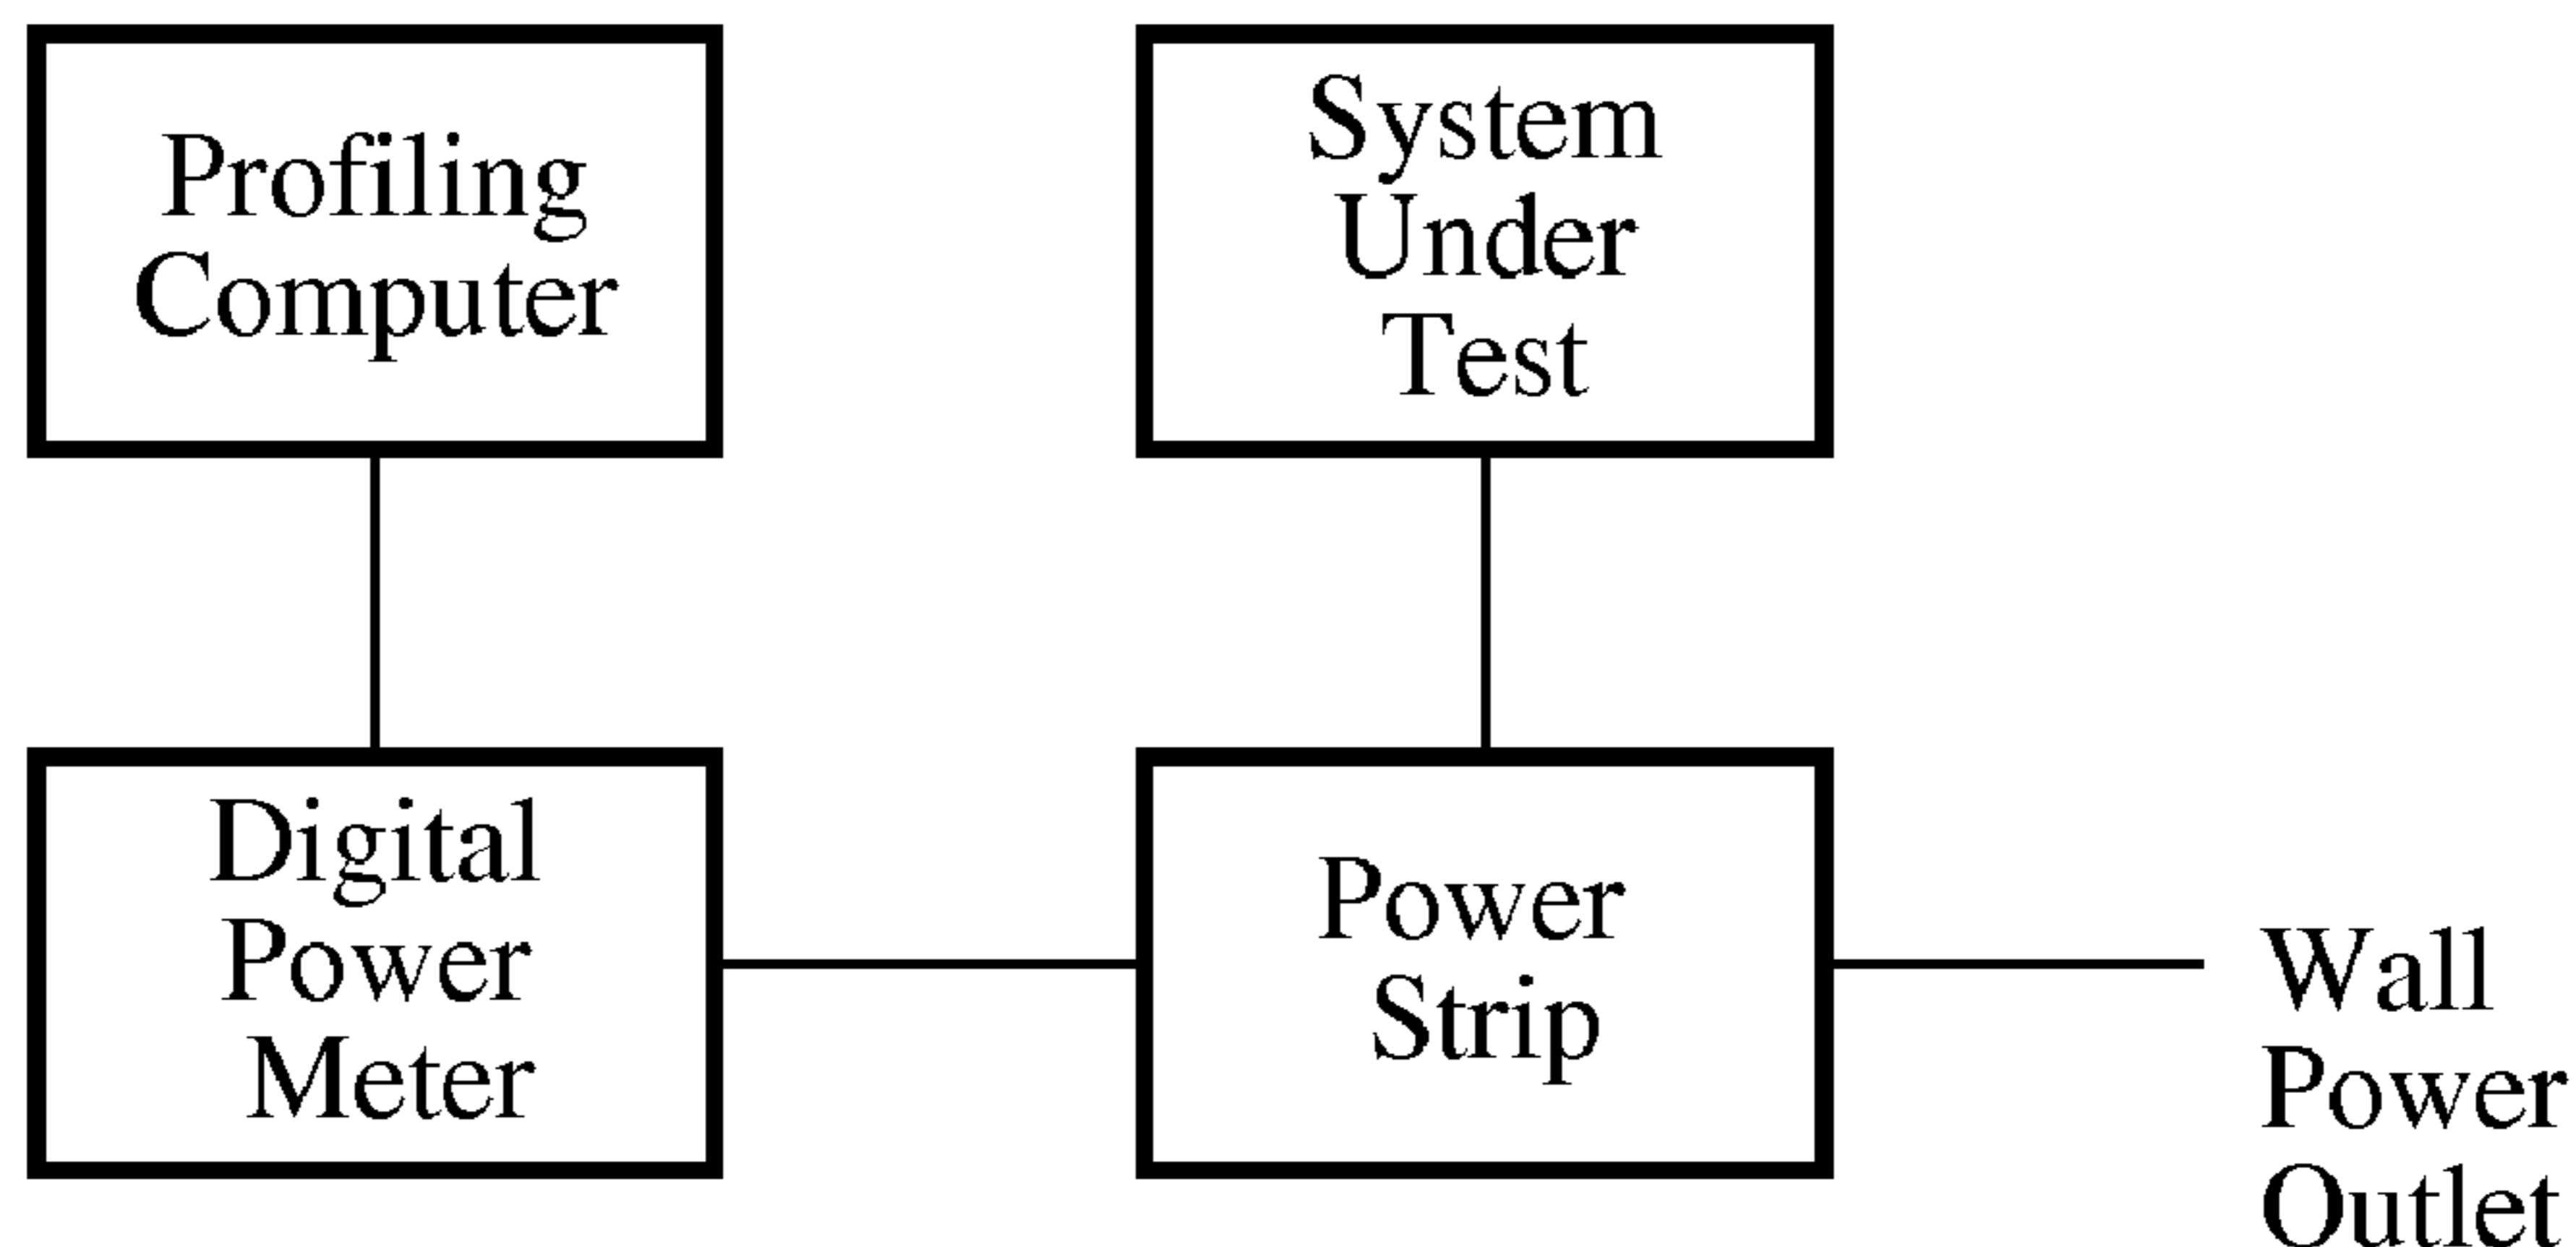 Profiling
Computer
System
Under
Test
Digital
Power
Meter
Power
Strip
Wall
Power
Outlet